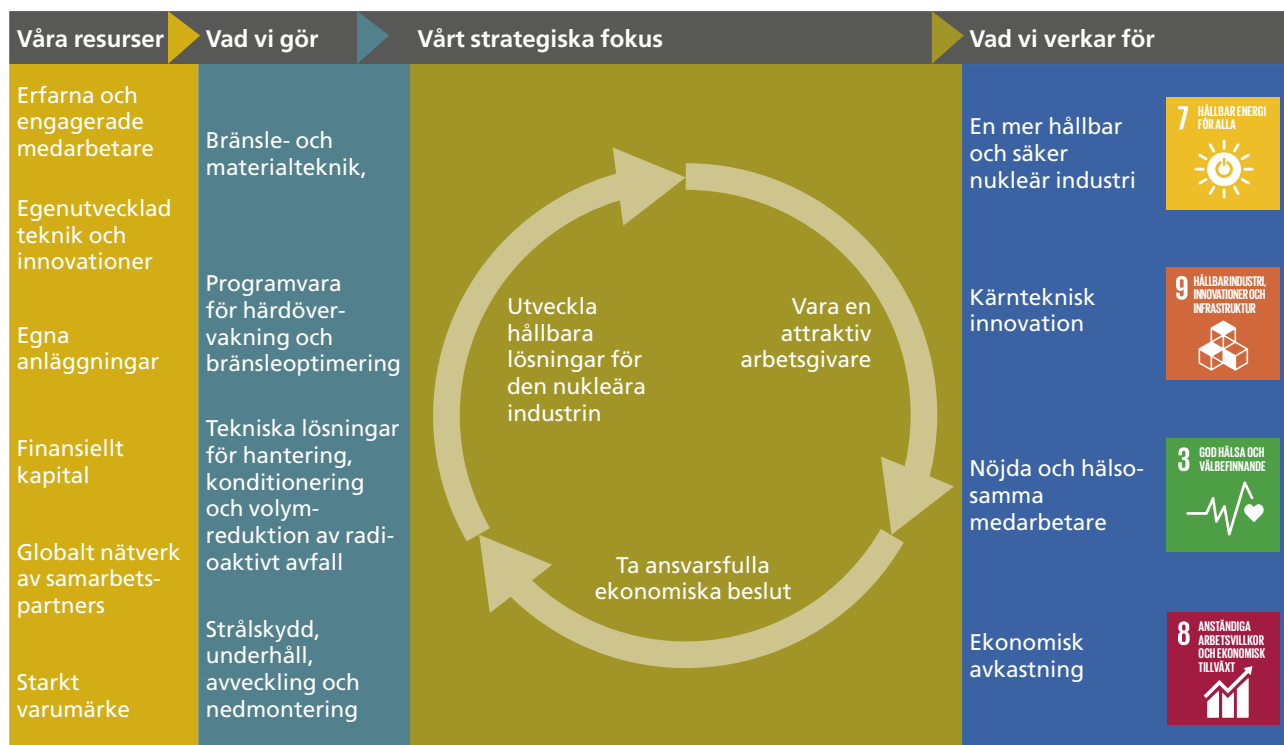 Våra resurser
Vad vi gör
Vårt strategiska fokus
Vad vi verkar för
Erfarna och
engagerade
medarbetare
Egenutvecklad
teknik och
innovationer
Egna
anläggningar
Finansiellt
kapital
Globalt nätverk
av samarbets-
partners
Starkt
varumärke
Bränsle- och
materialteknik,
Programvara
för härdöver-
vakning och
bränsleoptimering
Tekniska lösningar
för hantering,
konditionering
och volym-
reduktion av radi-
oaktivt avfall
Strålskydd,
underhåll,
avveckling och
nedmontering
Utveckla
hållbara
lösningar för
den nukleära
industrin
Vara en
attraktiv
arbetsgivare
Ta ansvarsfulla
ekonomiska beslut
En mer hållbar
och säker
nukleär industri
7 HÅLLBAR ENERGI
FÖR ALLA
Kärnteknisk
innovation
9 HÅLLBAR INDUSTRI,
INNOVATIONER OCH
INFRASTRUKTUR
Nöjda och hälso-
samma
medarbetare
3 GOD HÄLSA OCH
VÄLBEFINNANDE
Ekonomisk
avkastning
8 ANSTÄNDIGA
ARBETSVILLKOR
OCH EKONOMISK
TILLVÄXT